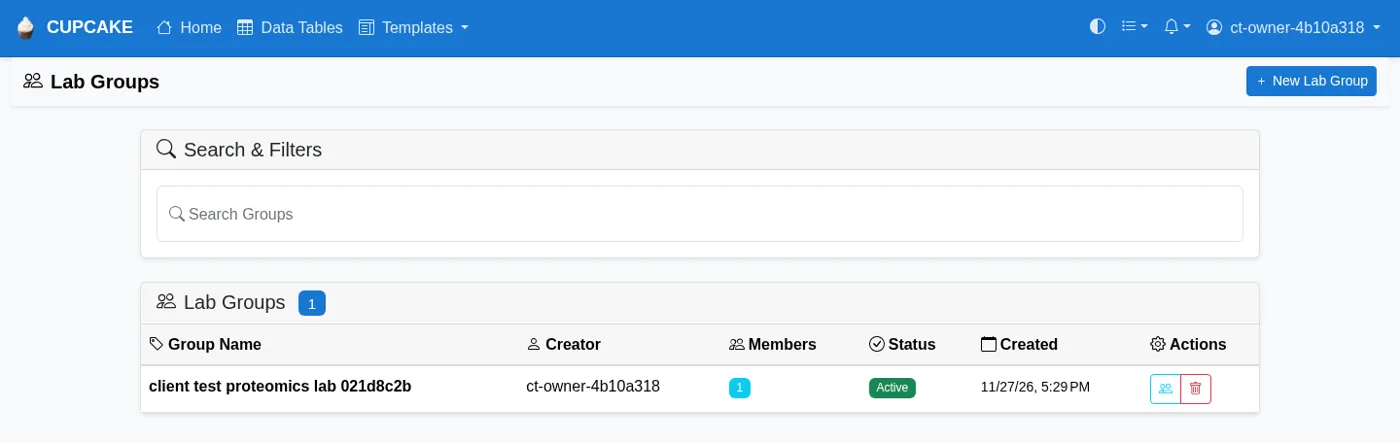 CUPCAKE Home Data Tables Templates ct-owner-4b10a318
Lab Groups + New Lab Group
Search & Filters
Search Groups
Lab Groups 1
Group Name Creator Members Status Created Actions
client test proteomics lab 021d8c2b ct-owner-4b10a318 1 Active 11/27/26, 5:29 PM